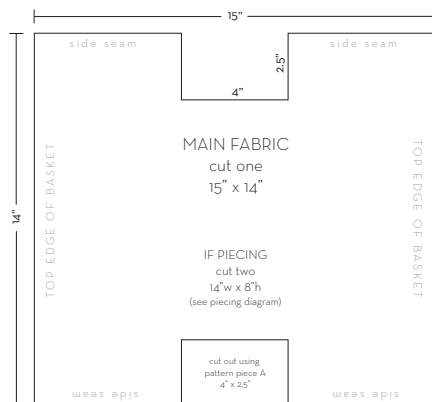 15”
side seam
side seam
2.5”
4”
MAIN FABRIC
cut one
15” x 14”
TOP EDGE OF BASKET
TOP EDGE OF BASKET
14”
IF PIECING
cut two
14”w x 8”h
(see piecing diagram)
cut out using
pattern piece A
4” x 2.5”
side seam
side seam